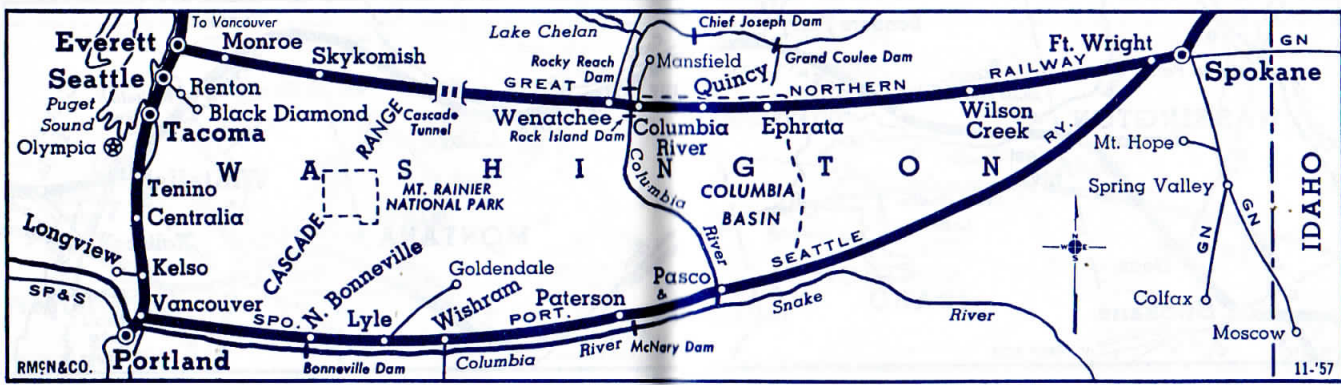 To Vancouver
Everett
Monroe
Skykomish
Seattle
Renton
Black Diamond
Puget
Sound
Tacoma
Olympia
Tenino
Centralia
Longview
Kelso
SP&S
Vancouver
Portland
RMCN&CO.
CASCADE RANGE
Cascade
Tunnel
Lake Chelan
Rocky Reach
Dam
Mansfield
Chief Joseph Dam
Grand Coulee Dam
Quincy
GREAT NORTHERN RAILWAY
Wenatchee
Rock Island Dam
Columbia
River
Ephrata
Wilson
Creek
Ft. Wright
Spokane
GN
WASHINGTON
MT. RAINIER
NATIONAL PARK
Columbia River
COLUMBIA
BASIN
SPO. PORT. & SEATTLE RY.
N. Bonneville
Lyle
Goldendale
Wishram
Paterson
Pasco
Bonneville Dam
Columbia River
McNary Dam
Snake River
N
W E
S
Mt. Hope
Spring Valley
GN
GN
Colfax
Moscow
IDAHO
11-'57